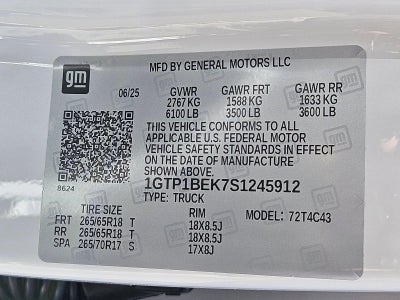 gm
MFD BY GENERAL MOTORS LLC
06/25 GVWR GAWR FRT GAWR RR
2767 KG 1588 KG 1633 KG
6100 LB 3500 LB 3600 LB
THIS VEHICLE CONFORMS TO ALL
APPLICABLE U.S. FEDERAL MOTOR
VEHICLE SAFETY STANDARDS IN EFFECT ON
THE DATE OF MANUFACTURE SHOWN ABOVE.
8624
1GTP1BEK7S1245912
TYPE: TRUCK MODEL: 72T4C43
TIRE SIZE RIM
FRT 265/65R18 T 18X8.5J
RR 265/65R18 T 18X8.5J
SPA 265/70R17 S 17X8J